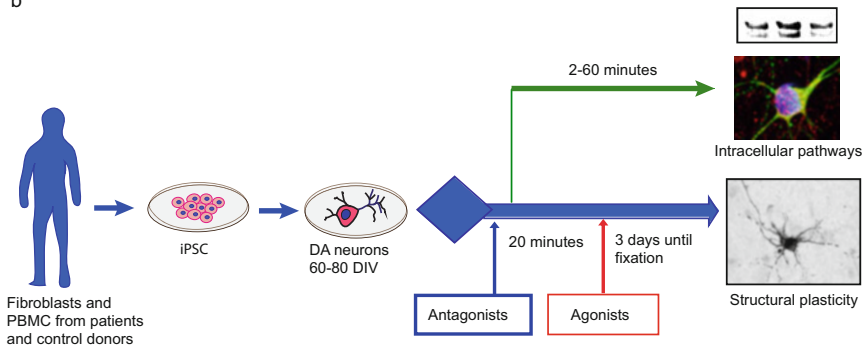 b
2-60 minutes
Intracellular pathways
iPSC
DA neurons
60-80 DIV
20 minutes
3 days until
fixation
Antagonists
Agonists
Structural plasticity
Fibroblasts and
PBMC from patients
and control donors